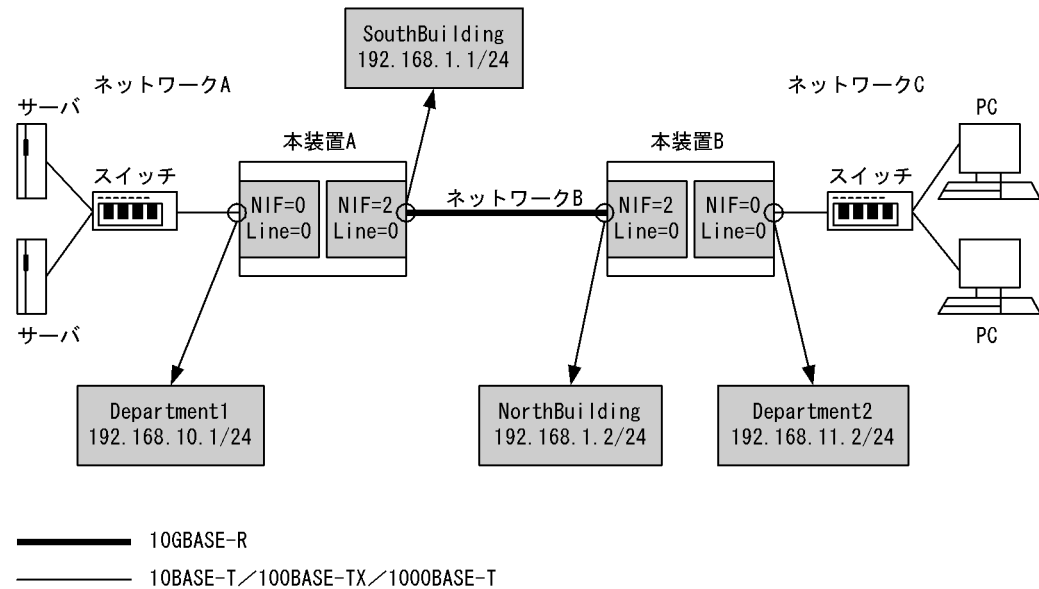 SouthBuilding
192.168.1.1/24
ネットワークA
ネットワークC
サーバ
PC
本装置A
本装置B
スイッチ
スイッチ
NIF=0
Line=0
NIF=2
Line=0
ネットワークB
NIF=2
Line=0
NIF=0
Line=0
サーバ
PC
Department1
192.168.10.1/24
NorthBuilding
192.168.1.2/24
Department2
192.168.11.2/24
10GBASE-R
10BASE-T／100BASE-TX／1000BASE-T